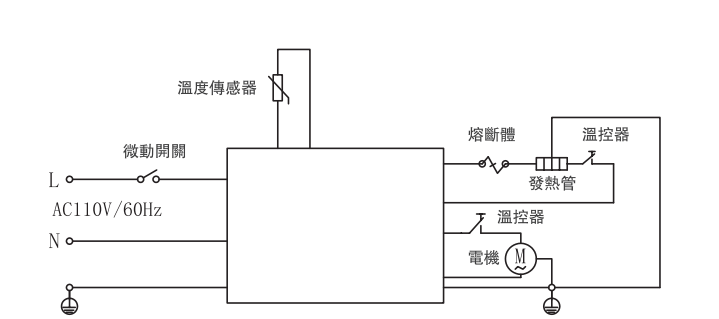 溫度傳感器
微動開關
熔斷體
溫控器
L
發熱管
AC110V/60Hz
溫控器
N
電機
M